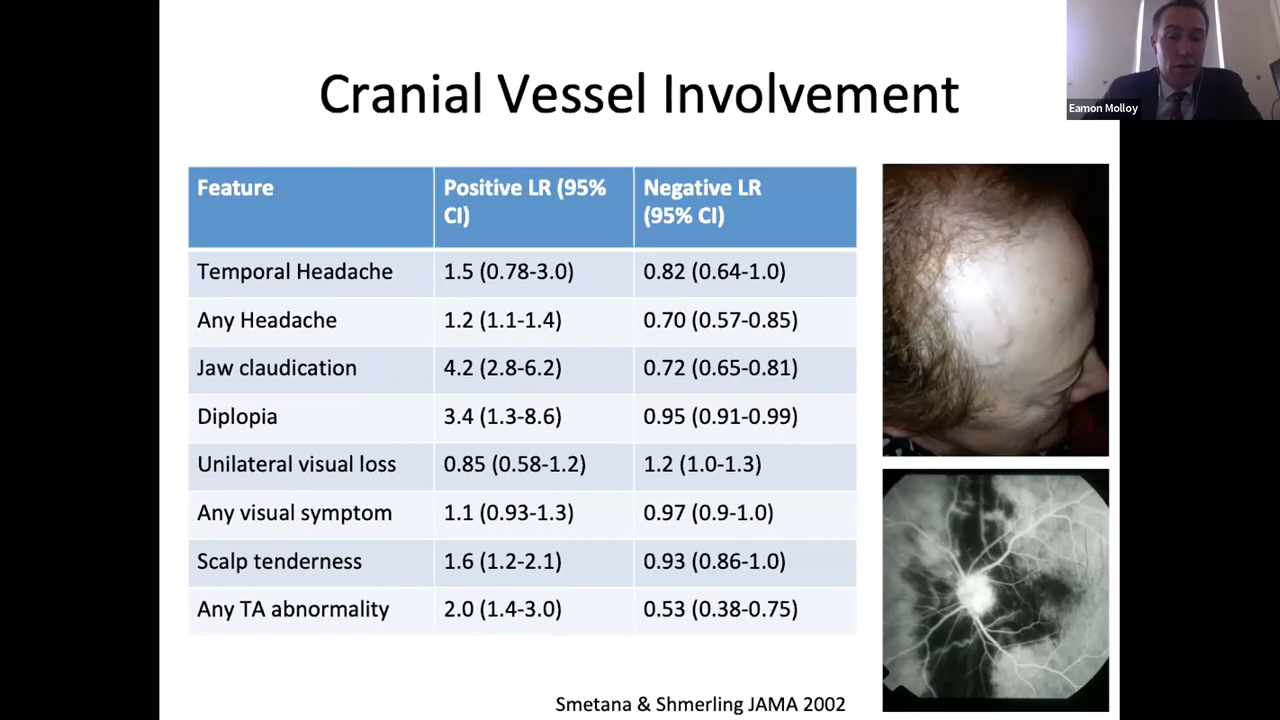 Cranial Vessel Involvement
Eamon Molloy
Feature
Positive LR (95%
CI)
Negative LR
(95% CI)
Temporal Headache
1.5 (0.78-3.0)
0.82 (0.64-1.0)
Any Headache
1.2 (1.1-1.4)
0.70 (0.57-0.85)
Jaw claudication
4.2 (2.8-6.2)
0.72 (0.65-0.81)
Diplopia
3.4 (1.3-8.6)
0.95 (0.91-0.99)
Unilateral visual loss
0.85 (0.58-1.2)
1.2 (1.0-1.3)
Any visual symptom
1.1 (0.93-1.3)
0.97 (0.9-1.0)
Scalp tenderness
1.6 (1.2-2.1)
0.93 (0.86-1.0)
Any TA abnormality
2.0 (1.4-3.0)
0.53 (0.38-0.75)
Smetana & Shmerling JAMA 2002